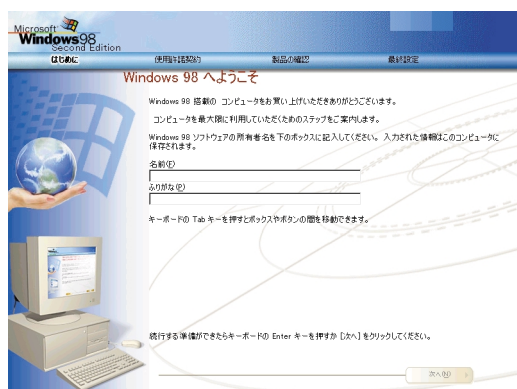 Microsoft
Windows98
Second Edition
はじめに 使用許諾契約 製品の確認 最終設定
Windows 98 へようこそ
Windows 98 搭載の コンピュータをお買い上げいただきありがとうございます。
コンピュータを最大限に利用していただくためのステップをご案内します。
Windows 98 ソフトウェアの所有者名を下のボックスに記入してください。 入力された情報はこのコンピュータに
保存されます。
名前(F)
ふりがな(P)
キーボードの Tab キーを押すとボックスやボタンの間を移動できます。
続行する準備ができたらキーボードの Enter キーを押すか [次へ] をクリックしてください。
次へ(N)